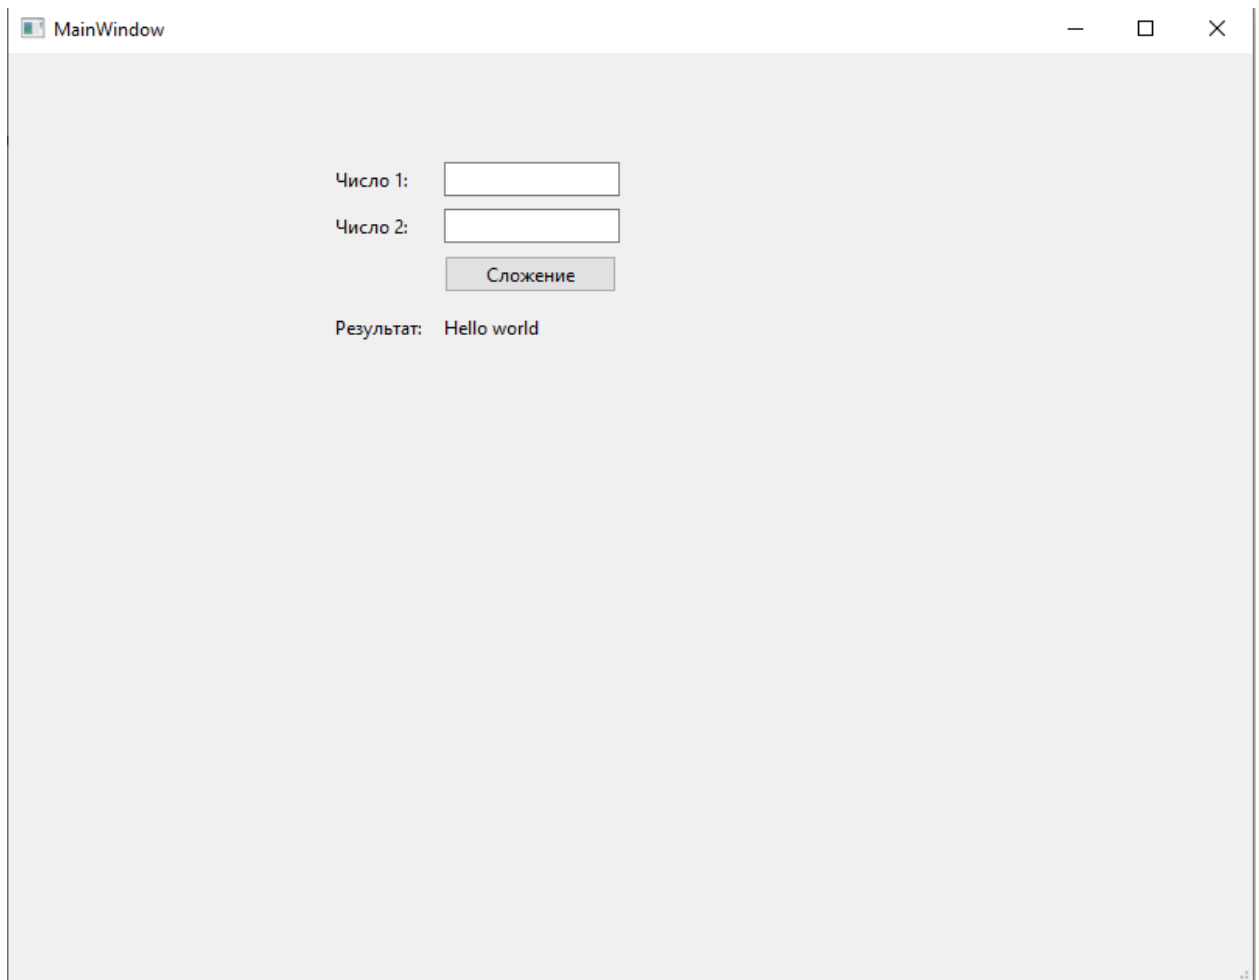 MainWindow
Число 1:
Число 2:
Сложение
Результат: Hello world